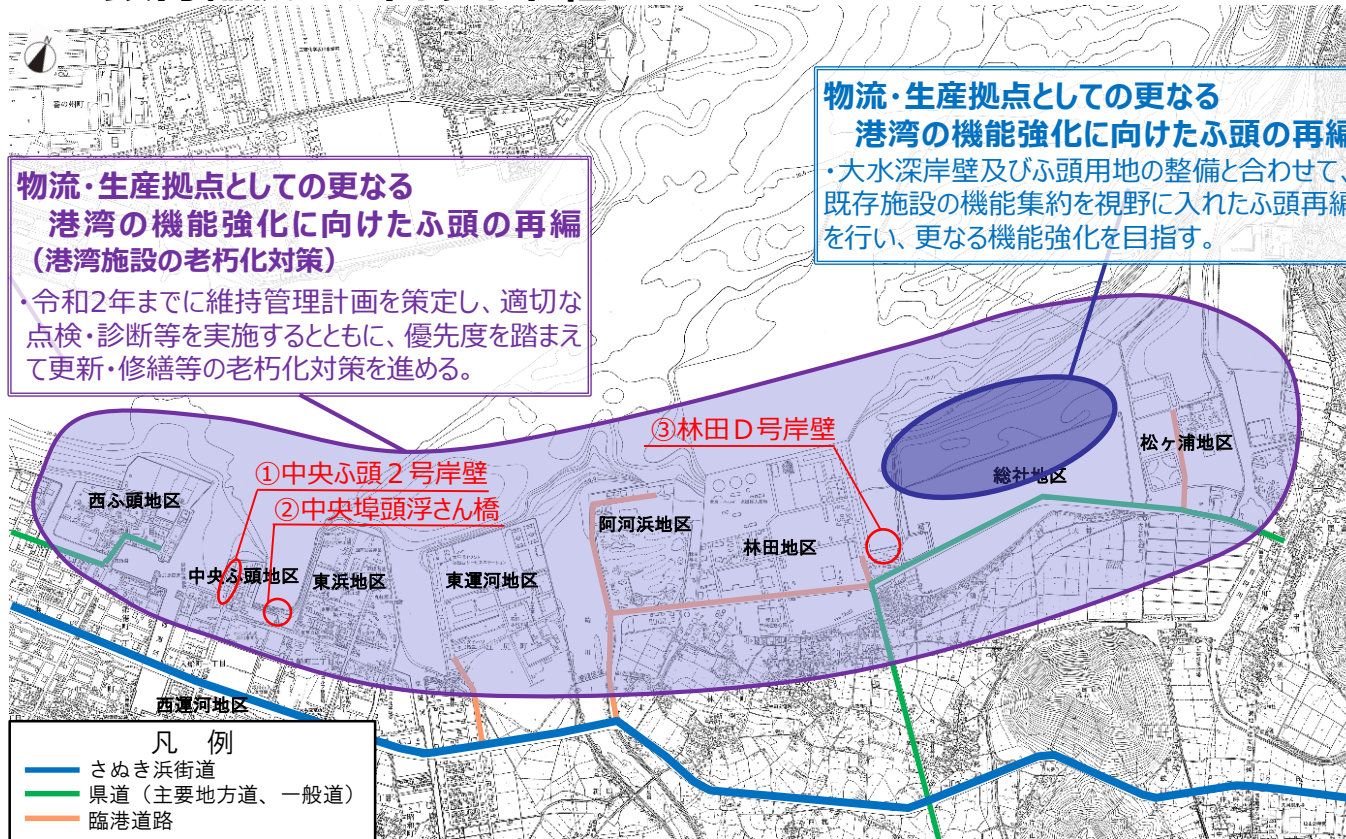 番の州町
物流・生産拠点としての更なる
港湾の機能強化に向けたふ頭の再編
（港湾施設の老朽化対策）
・令和2年までに維持管理計画を策定し、適切な
点検・診断等を実施するとともに、優先度を踏まえ
て更新・修繕等の老朽化対策を進める。
物流・生産拠点としての更なる
港湾の機能強化に向けたふ頭の再編
・大水深岸壁及びふ頭用地の整備と合わせて、
既存施設の機能集約を視野に入れたふ頭再編
を行い、更なる機能強化を目指す。
①中央ふ頭２号岸壁
②中央埠頭浮さん橋
③林田Ｄ号岸壁
西ふ頭地区
中央ふ頭地区
東浜地区
東運河地区
阿河浜地区
林田地区
総社地区
松ヶ浦地区
西運河地区
凡 例
さぬき浜街道
県道（主要地方道、一般道）
臨港道路